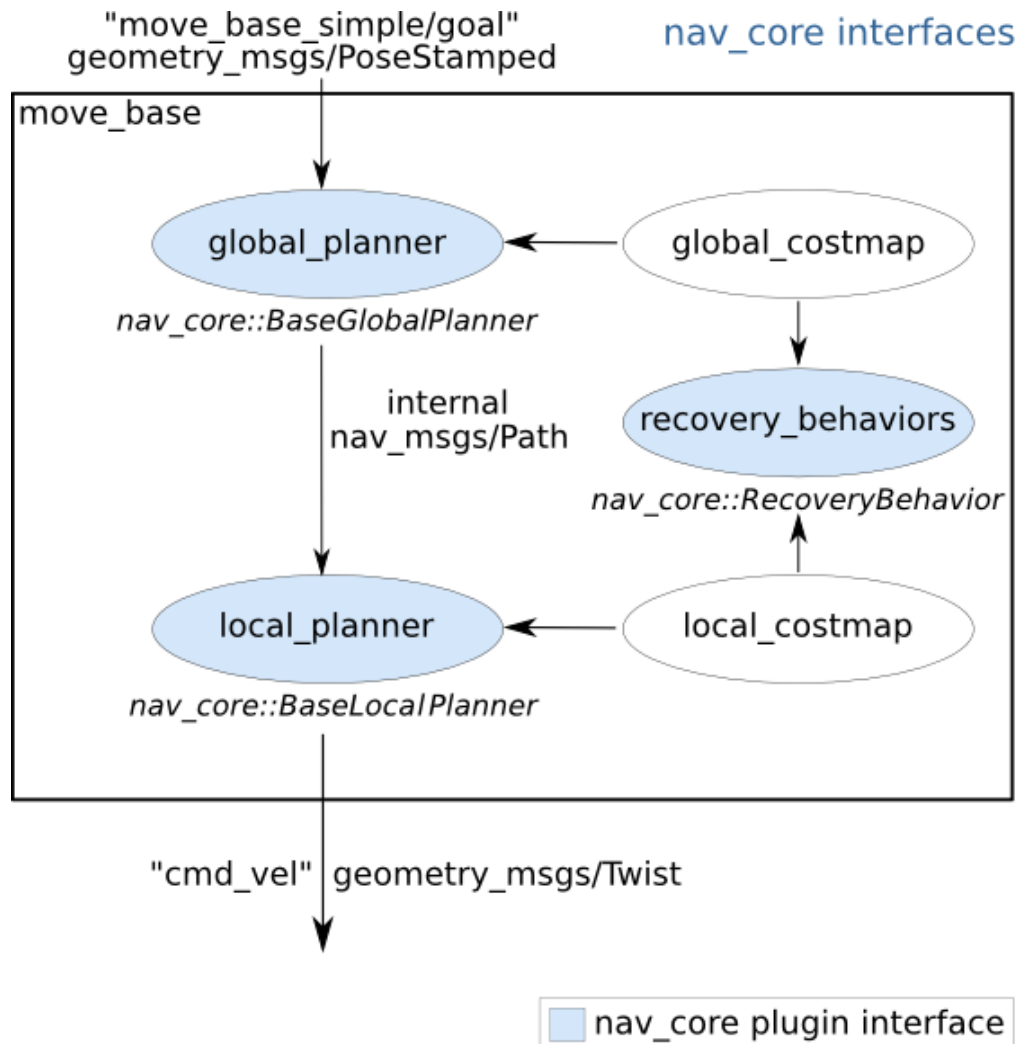 "move_base_simple/goal"
geometry_msgs/PoseStamped
nav_core interfaces
move_base
global_planner
global_costmap
nav_core::BaseGlobalPlanner
internal
nav_msgs/Path
recovery_behaviors
nav_core::RecoveryBehavior
local_planner
local_costmap
nav_core::BaseLocalPlanner
"cmd_vel" geometry_msgs/Twist
nav_core plugin interface